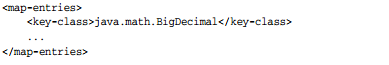 <map-entries>
    <key-class>java.math.BigDecimal</key-class>
    ...
</map-entries>